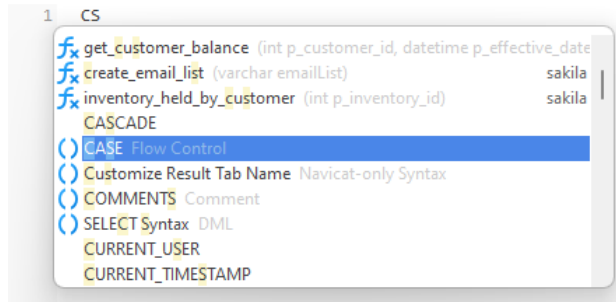 1 CS
get_customer_balance (int p_customer_id, datetime p_effective_date
create_email_list (varchar emailList) sakila
inventory_held_by_customer (int p_inventory_id) sakila
CASCADE
CASE Flow Control
Customize Result Tab Name Navicat-only Syntax
COMMENTS Comment
SELECT Syntax DML
CURRENT_USER
CURRENT_TIMESTAMP